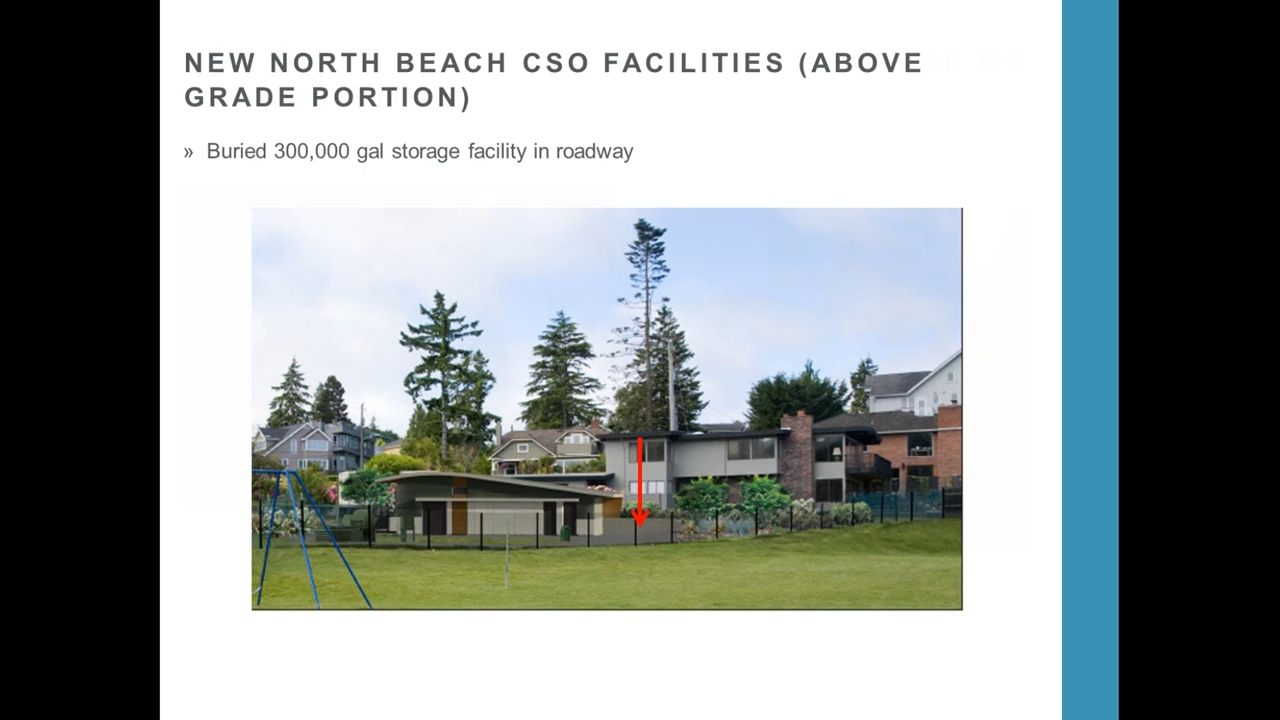 NEW NORTH BEACH CSO FACILITIES (ABOVE
GRADE PORTION)
» Buried 300,000 gal storage facility in roadway